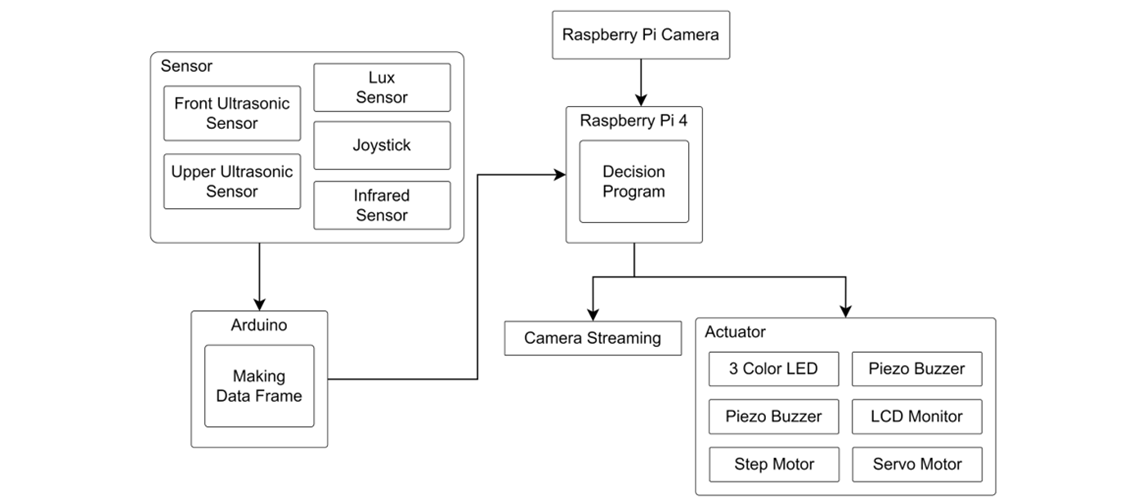 Raspberry Pi Camera
Sensor
Front Ultrasonic
Sensor
Upper Ultrasonic
Sensor
Lux
Sensor
Joystick
Infrared
Sensor
Raspberry Pi 4
Decision
Program
Arduino
Making
Data Frame
Camera Streaming
Actuator
3 Color LED
Piezo Buzzer
Piezo Buzzer
LCD Monitor
Step Motor
Servo Motor